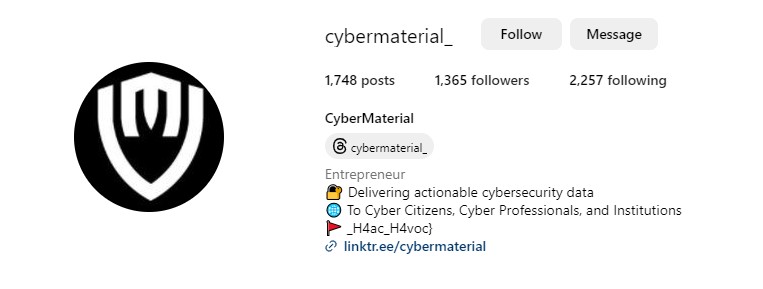 cybermaterial_ Follow Message
1,748 posts 1,365 followers 2,257 following
CyberMaterial
cybermaterial_
Entrepreneur
🔐 Delivering actionable cybersecurity data
🌐 To Cyber Citizens, Cyber Professionals, and Institutions
🚩 _H4ac_H4voc}
linktr.ee/cybermaterial